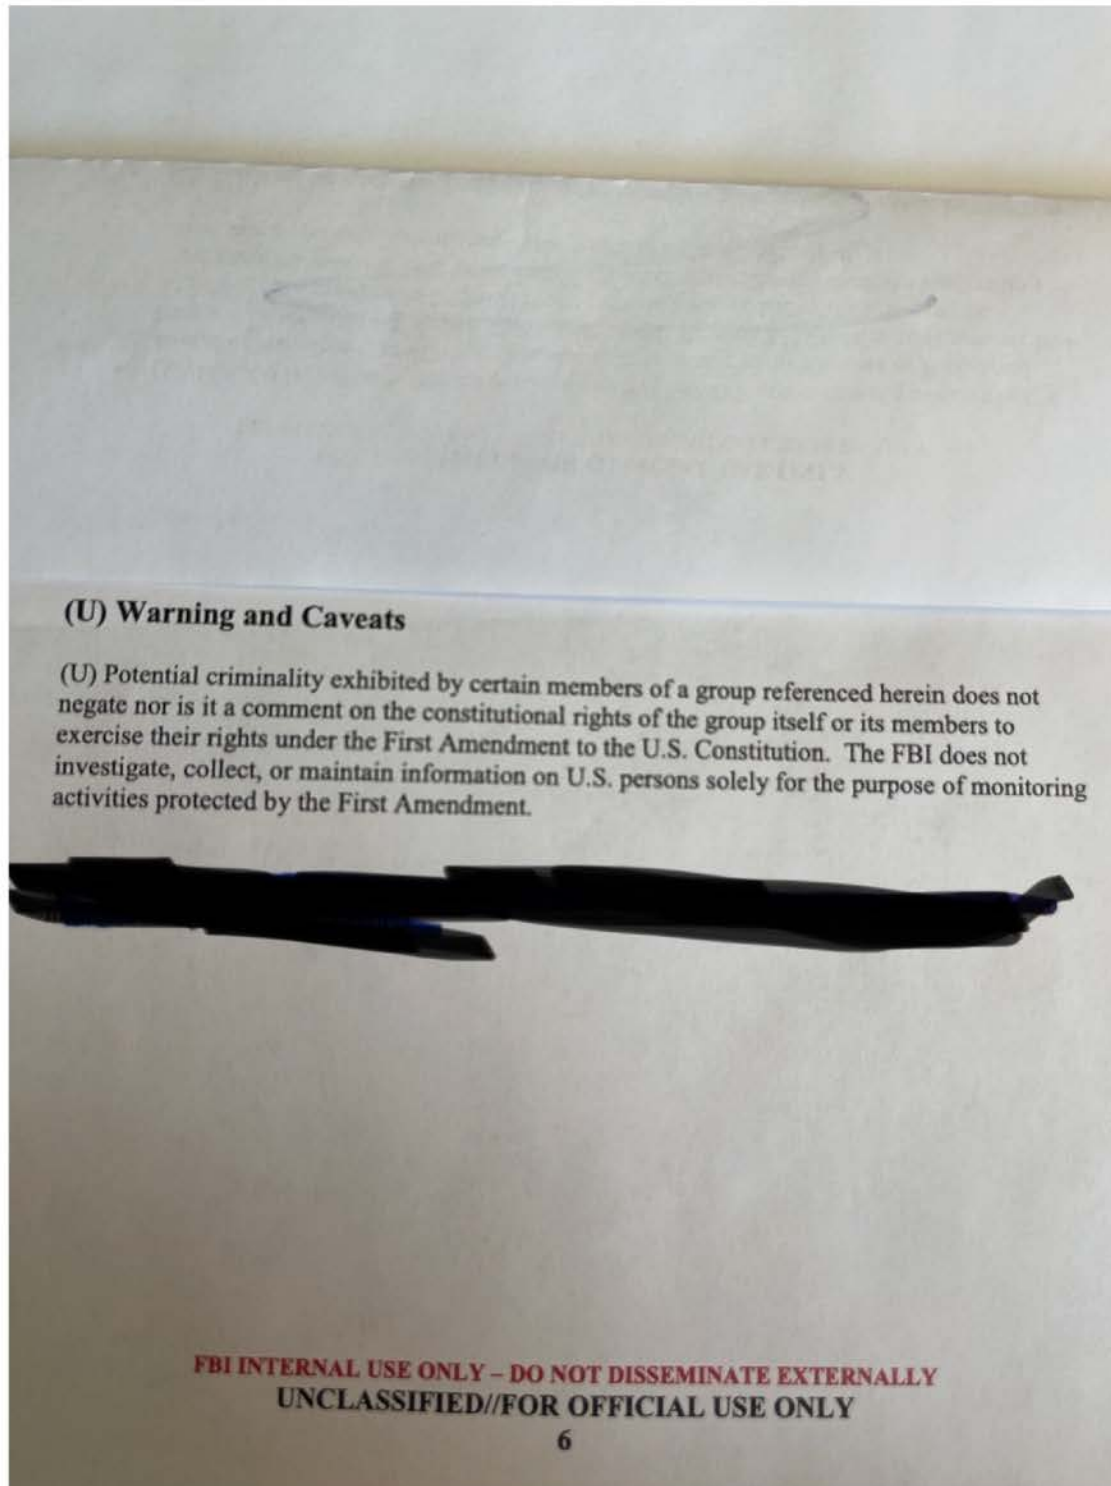 (U) Warning and Caveats
(U) Potential criminality exhibited by certain members of a group referenced herein does not
negate nor is it a comment on the constitutional rights of the group itself or its members to
exercise their rights under the First Amendment to the U.S. Constitution. The FBI does not
investigate, collect, or maintain information on U.S. persons solely for the purpose of monitoring
activities protected by the First Amendment.
FBI INTERNAL USE ONLY – DO NOT DISSEMINATE EXTERNALLY
UNCLASSIFIED//FOR OFFICIAL USE ONLY
6